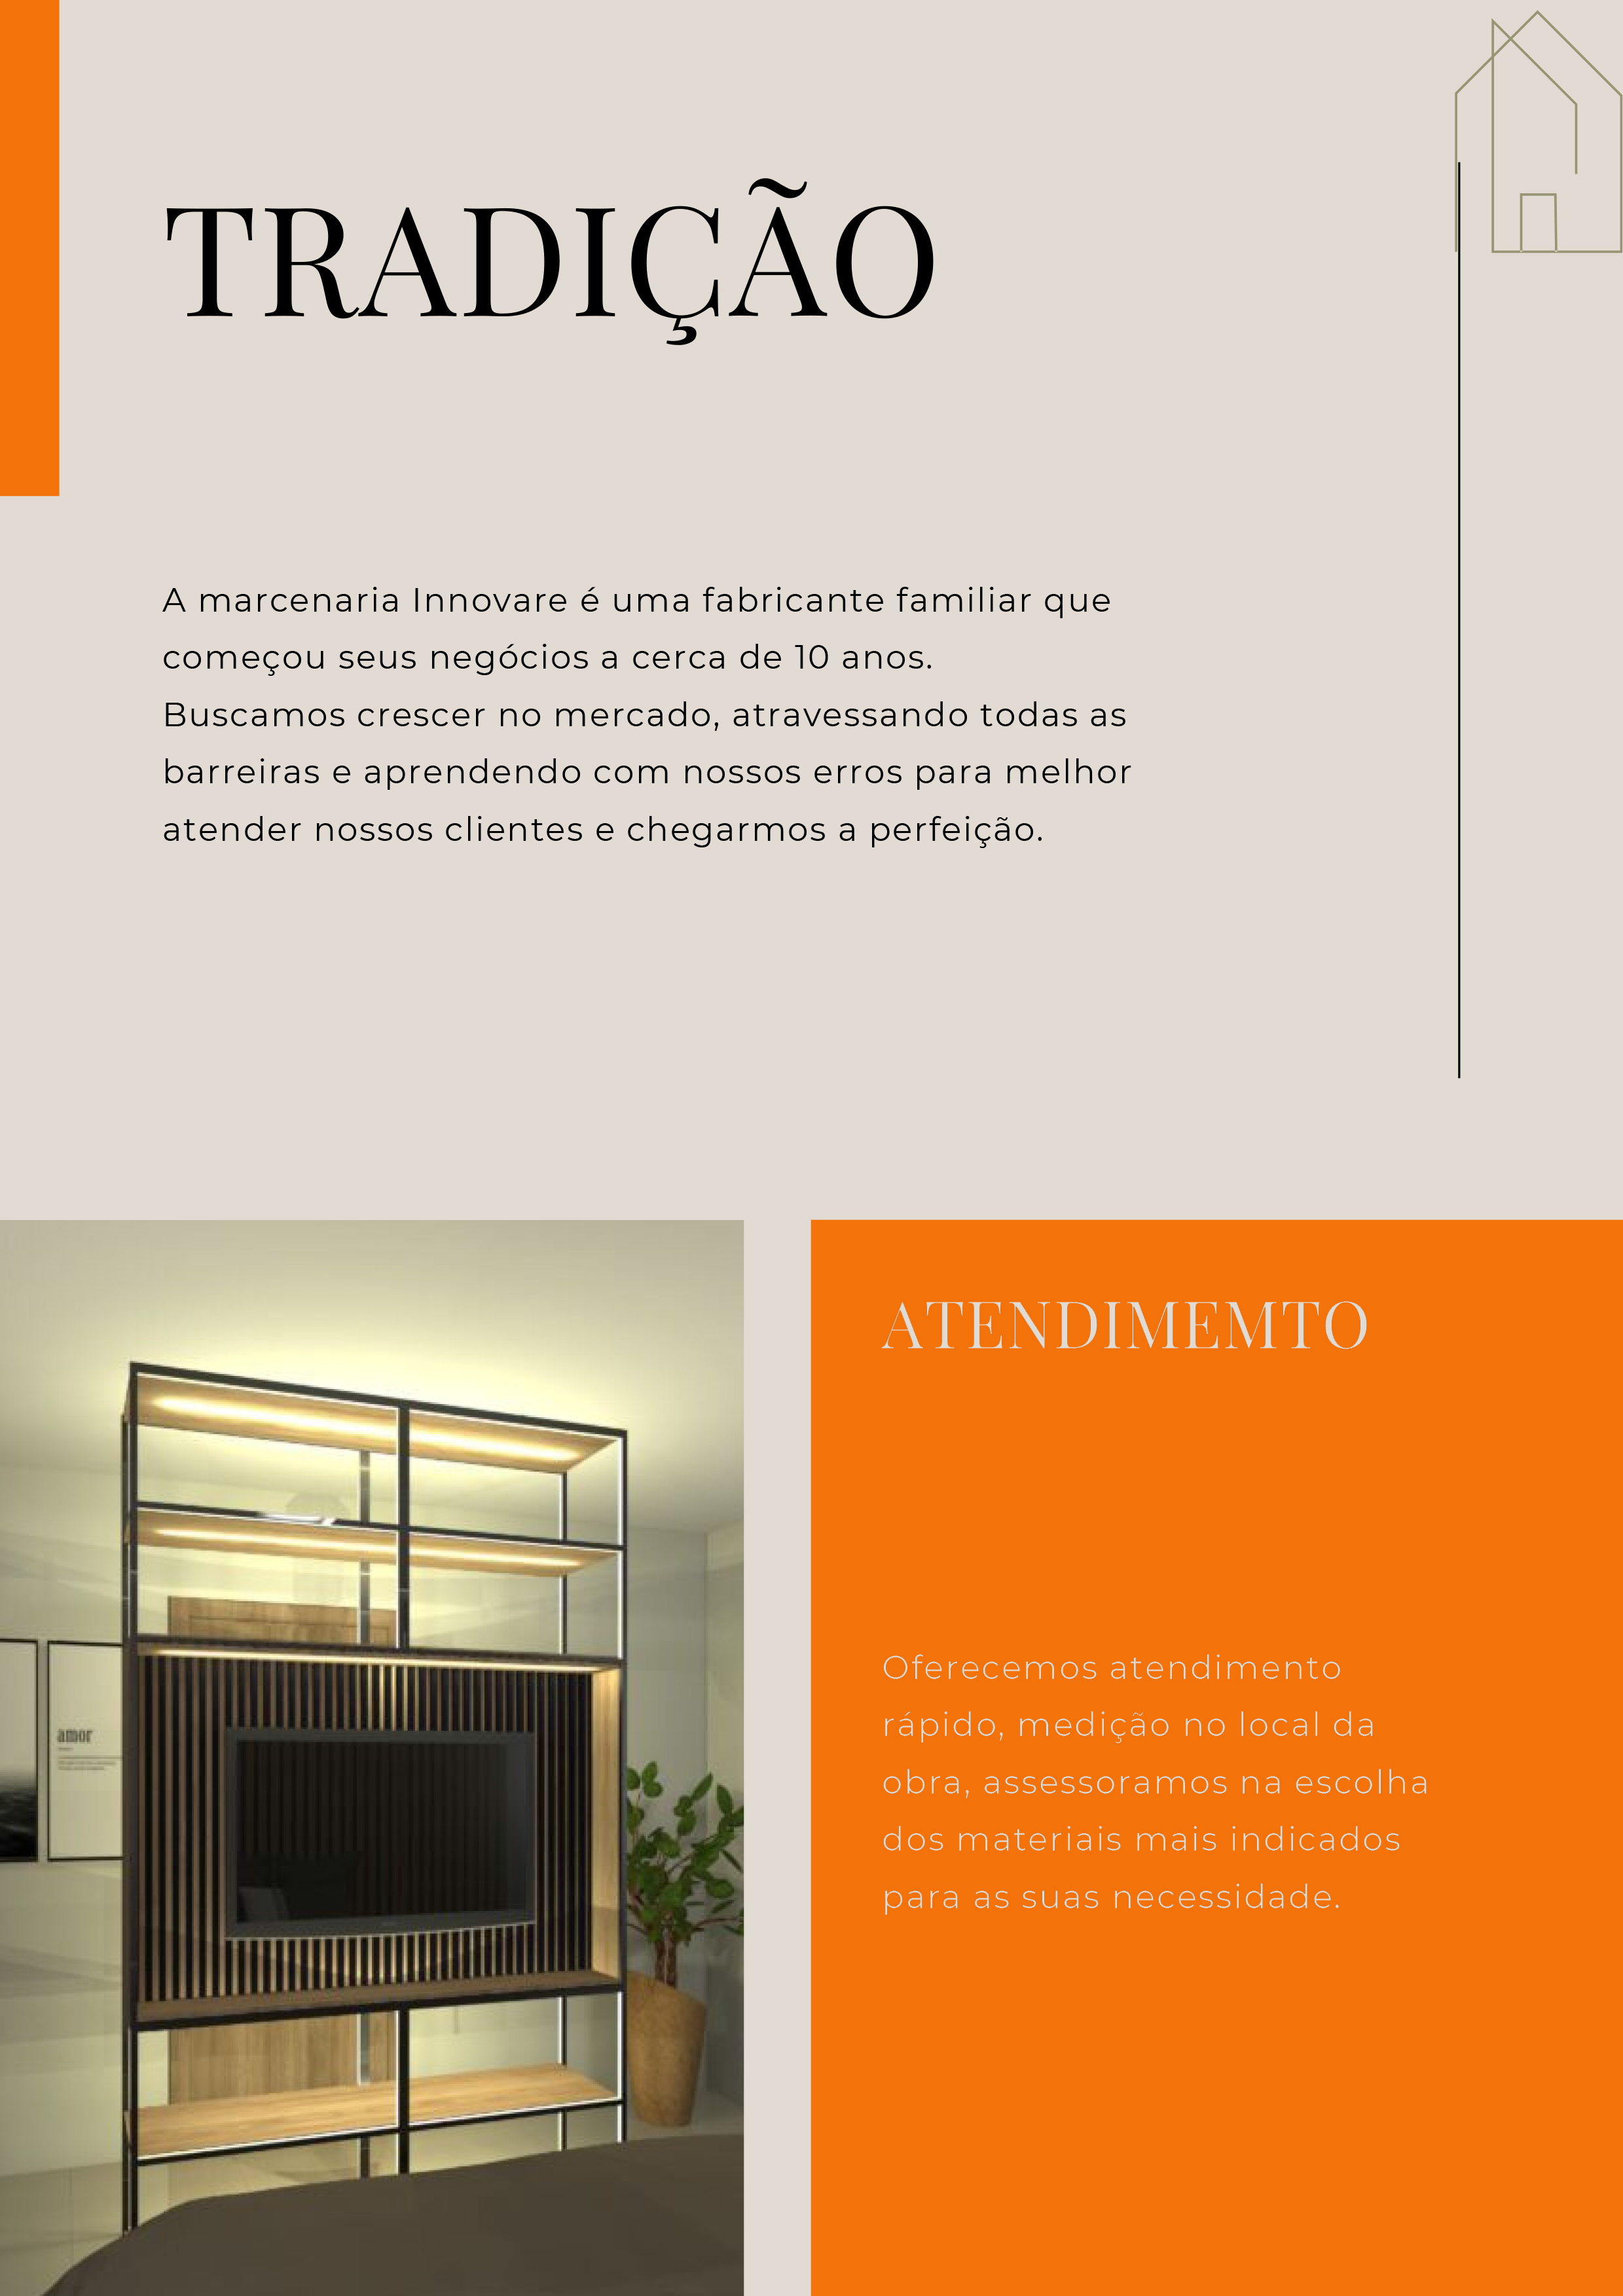 TRADIÇÃO
A marcenaria Innovare é uma fabricante familiar que
começou seus negócios a cerca de 10 anos.
Buscamos crescer no mercado, atravessando todas as
barreiras e aprendendo com nossos erros para melhor
atender nossos clientes e chegarmos a perfeição.
ATENDIMEMTO
Oferecemos atendimento
rápido, medição no local da
obra, assessoramos na escolha
dos materiais mais indicados
para as suas necessidade.
amor